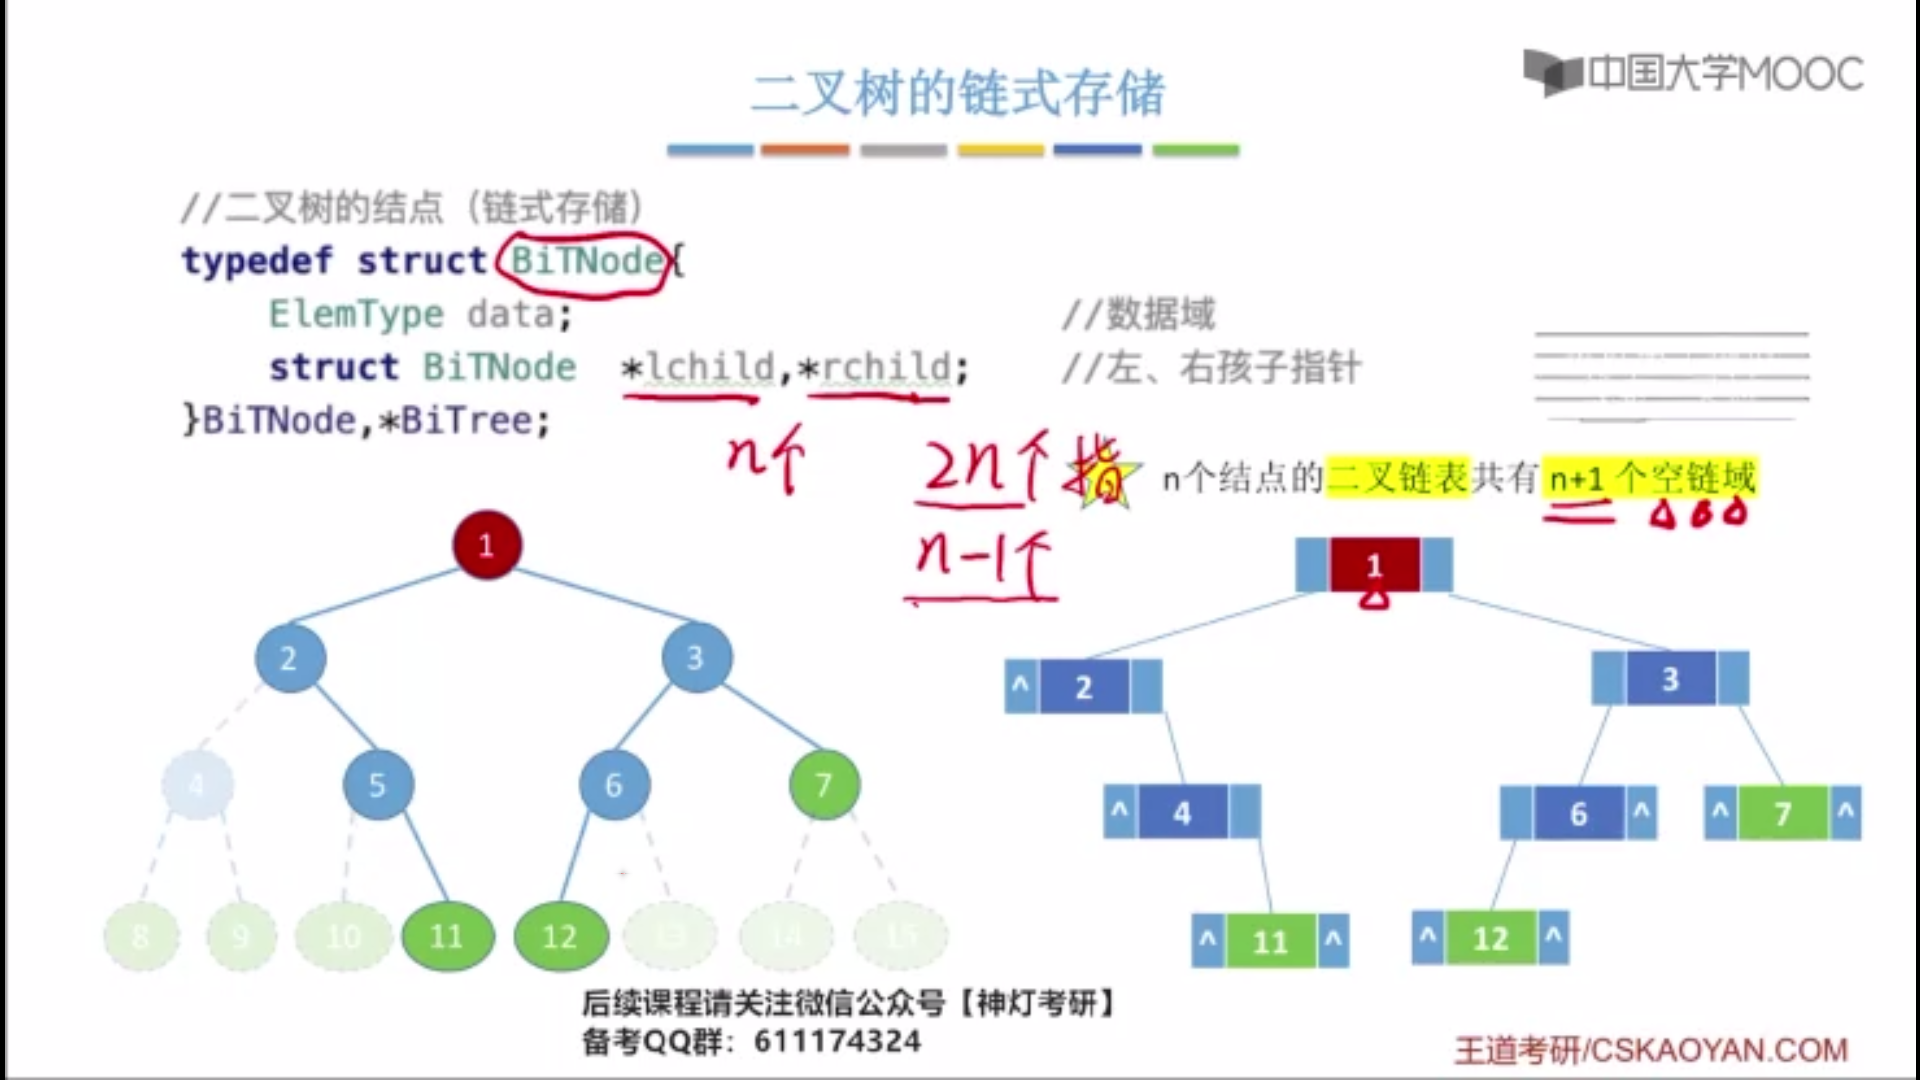 二叉树的链式存储
中国大学MOOC
//二叉树的结点（链式存储）
typedef struct BiTNode{
ElemType data; //数据域
struct BiTNode *lchild,*rchild; //左、右孩子指针
}BiTNode,*BiTree;
n个 2n个指
n个结点的二叉链表共有 n+1 个空链域
n-1个
1
2 3
4 5 6 7
8 9 10 11 12 13 14 15
1
^ 2 3
^ 4 6 ^ ^ 7 ^
^ 11 ^ ^ 12 ^
后续课程请关注微信公众号【神灯考研】
备考QQ群：611174324
王道考研/CSKAOYAN.COM